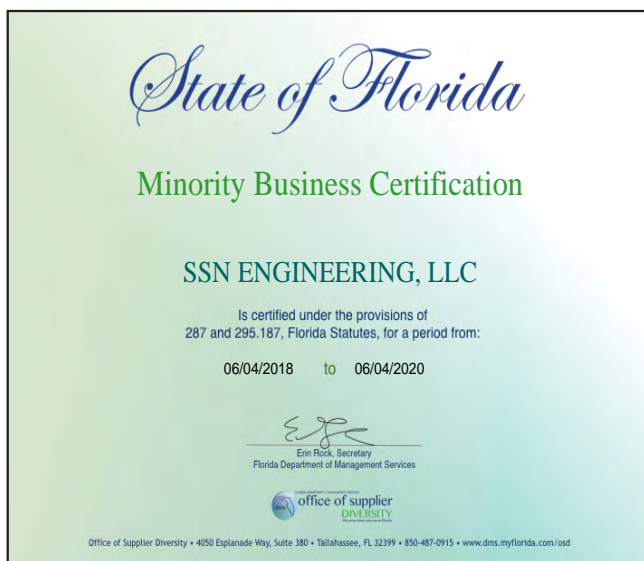 State of Florida
Minority Business Certification
SSN ENGINEERING, LLC
Is certified under the provisions of
287 and 295.187, Florida Statutes, for a period from:
06/04/2018 to 06/04/2020
Erin Rock, Secretary
Florida Department of Management Services
office of supplier
DIVERSITY
Office of Supplier Diversity • 4050 Esplanade Way, Suite 380 • Tallahassee, FL 32399 • 850-487-0915 • www.dms.myflorida.com/osd